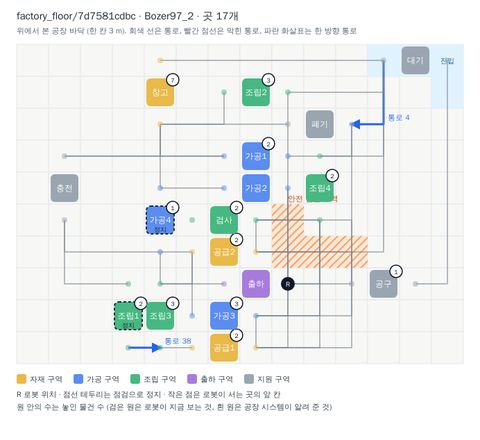 factory_floor/7d7581cdbc · Bozer97_2 · 곳 17개
위에서 본 공장 바닥 (한 칸 3 m). 회색 선은 통로, 빨간 점선은 막힌 통로, 파란 화살표는 한 방향 통로
대기
전립
창고 7
조립2 3
통로 4
폐기
가공1 2
충전
가공2
조립4 2
안전
역
가공4 1
정지
검사 2
공급2 2
출하
R
공구 1
조립1 2
정지
조립3 3
가공3 3
통로 38
공급1 2
자재 구역
가공 구역
조립 구역
출하 구역
지원 구역
R 로봇 위치 · 점선 테두리는 점검으로 정지 · 작은 점은 로봇이 서는 곳의 앞 칸
원 안의 수는 놓인 물건 수 (검은 원은 로봇이 지금 보는 것, 흰 원은 공장 시스템이 알려 준 것)